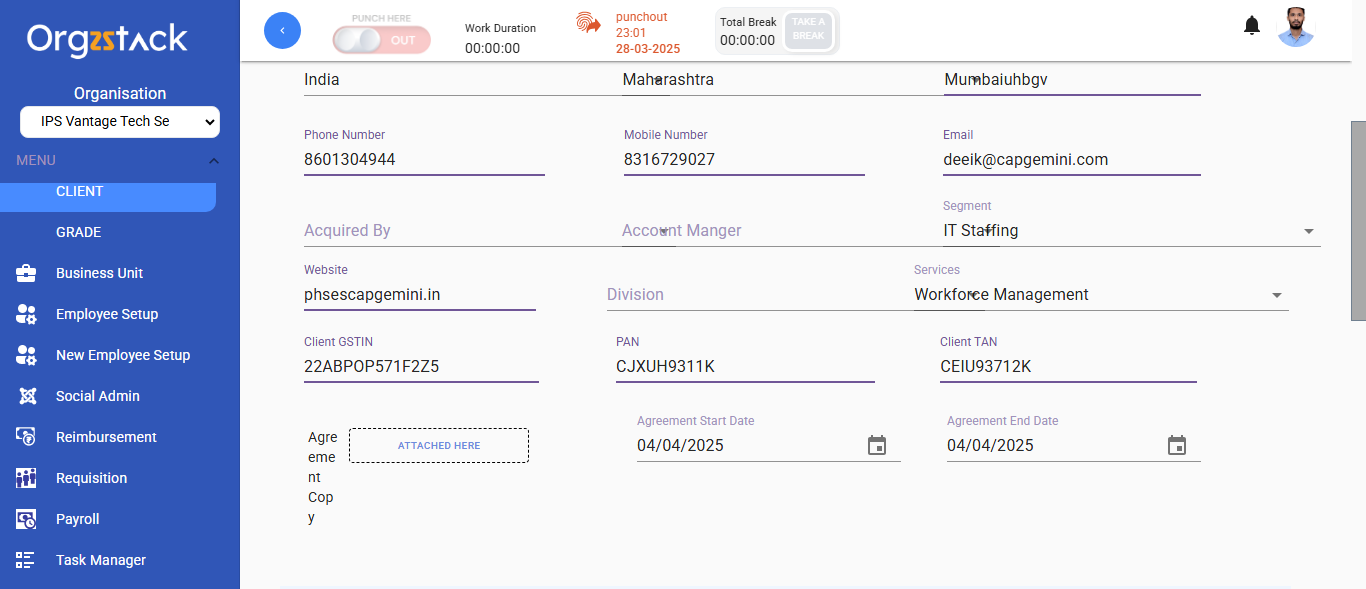 Orgzstack
Organisation
IPS Vantage Tech Se
MENU
CLIENT
GRADE
Business Unit
Employee Setup
New Employee Setup
Social Admin
Reimbursement
Requisition
Payroll
Task Manager
PUNCH HERE
OUT
Work Duration
00:00:00
punchout
23:01
28-03-2025
Total Break
00:00:00
TAKE A
BREAK
India
Maharashtra
Mumbaiuhbgv
Phone Number
8601304944
Mobile Number
8316729027
Email
deeik@capgemini.com
Acquired By
Account Manger
Segment
IT Staffing
Website
phsescapgemini.in
Division
Services
Workforce Management
Client GSTIN
22ABPOP571F2Z5
PAN
CJXUH9311K
Client TAN
CEIU93712K
Agre
eme
nt
Cop
y
ATTACHED HERE
Agreement Start Date
04/04/2025
Agreement End Date
04/04/2025